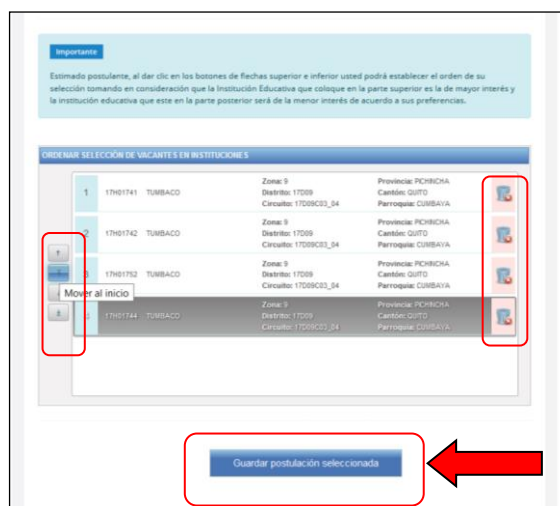 Importante
Estimado postulante, al dar clic en los botones de flechas superior e inferior usted podrá establecer el orden de su
selección tomando en consideración que la Institución Educativa que coloque en la parte superior es la de mayor interés y
la institución educativa que este en la parte posterior será de la menor interés de acuerdo a sus preferencias.
ORDENAR SELECCIÓN DE VACANTES EN INSTITUCIONES
1 17H01741 TUMBACO Zona: 9 Provincia: PICHINCHA
Distrito: 17D09 Cantón: QUITO
Circuito: 17D09C03_04 Parroquia: CUMBAYA
2 17H01742 TUMBACO Zona: 9 Provincia: PICHINCHA
Distrito: 17D09 Cantón: QUITO
Circuito: 17D09C03_04 Parroquia: CUMBAYA
3 17H01752 TUMBACO Zona: 9 Provincia: PICHINCHA
Distrito: 17D09 Cantón: QUITO
Circuito: 17D09C03_04 Parroquia: CUMBAYA
Mover al inicio
17H01744 TUMBACO Zona: 9 Provincia: PICHINCHA
Distrito: 17D09 Cantón: QUITO
Circuito: 17D09C03_04 Parroquia: CUMBAYA
Guardar postulación seleccionada